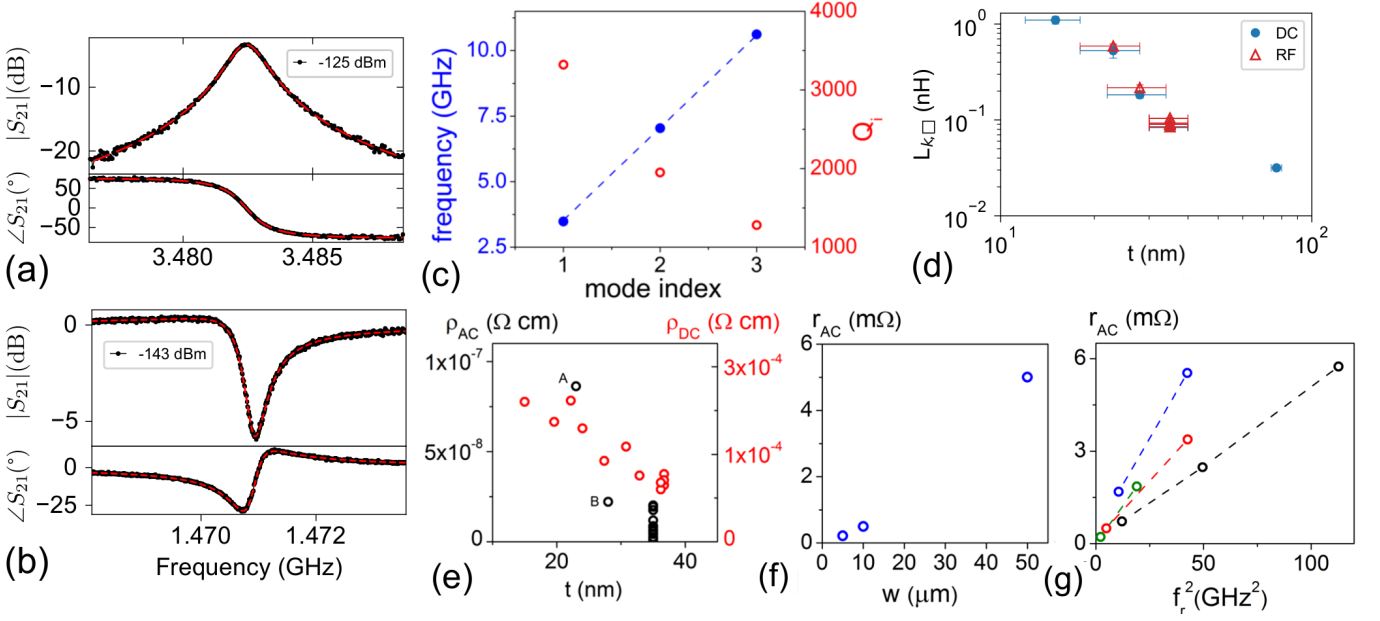 |S21|(dB)
−10
−20
-125 dBm
∠S21(°)
50
0
−50
3.480 3.485
(a)
|S21|(dB)
0
−5
-143 dBm
∠S21(°)
0
−25
1.470 1.472
Frequency (GHz)
(b)
frequency (GHz)
10.0
7.5
5.0
2.5
4000
3000
2000
1000
Qi
1 2 3
mode index
(c)
Lk,□ (nH)
10^0
10^-1
10^-2
DC
RF
10^1 10^2
t (nm)
(d)
ρAC (Ω cm) ρDC (Ω cm)
1x10^-7
5x10^-8
0
3x10^-4
1x10^-4
0
A
B
20 40
t (nm)
(e)
rAC (mΩ)
6
4
2
0
0 10 20 30 40 50
w (μm)
(f)
rAC (mΩ)
6
3
0
0 50 100
fr^2(GHz^2)
(g)